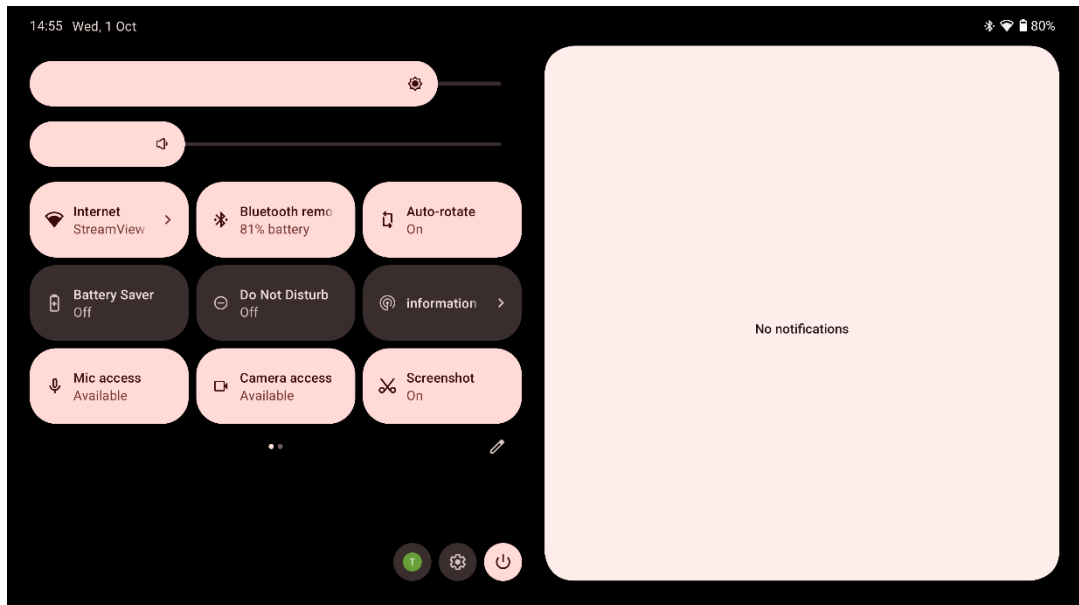 14:55 Wed, 1 Oct
80%
Internet
StreamView
Bluetooth remo
81% battery
Auto-rotate
On
Battery Saver
Off
Do Not Disturb
Off
information
Mic access
Available
Camera access
Available
Screenshot
On
No notifications
T